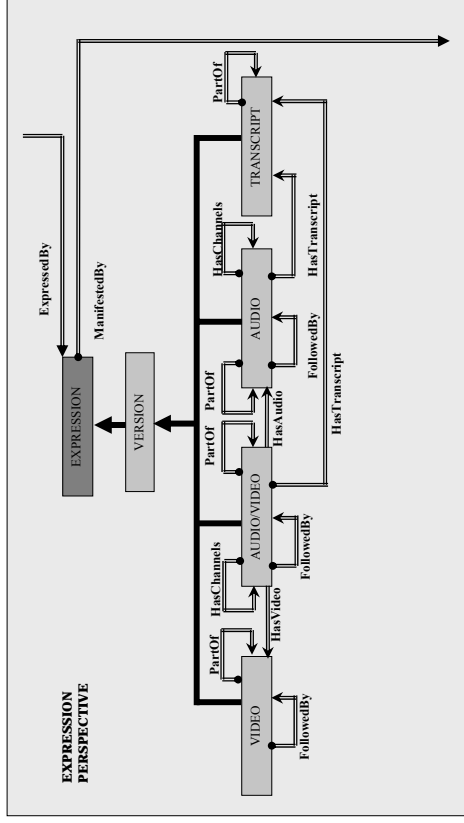 EXPRESSION
PERSPECTIVE
ExpressedBy
EXPRESSION
ManifestedBy
VERSION
VIDEO
PartOf
FollowedBy
AUDIO/VIDEO
HasChannels
PartOf
HasVideo
FollowedBy
HasAudio
AUDIO
PartOf
HasChannels
FollowedBy
HasTranscript
HasTranscript
TRANSCRIPT
PartOf